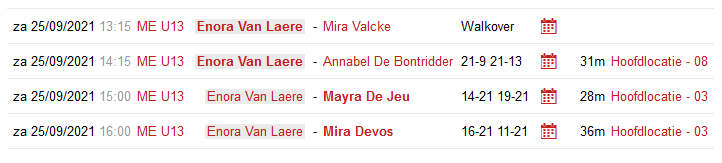 za 25/09/2021 13:15 ME U13 Enora Van Laere - Mira Valcke Walkover
za 25/09/2021 14:15 ME U13 Enora Van Laere - Annabel De Bontridder 21-9 21-13 31m Hoofdlocatie - 08
za 25/09/2021 15:00 ME U13 Enora Van Laere - Mayra De Jeu 14-21 19-21 28m Hoofdlocatie - 03
za 25/09/2021 16:00 ME U13 Enora Van Laere - Mira Devos 16-21 11-21 36m Hoofdlocatie - 03